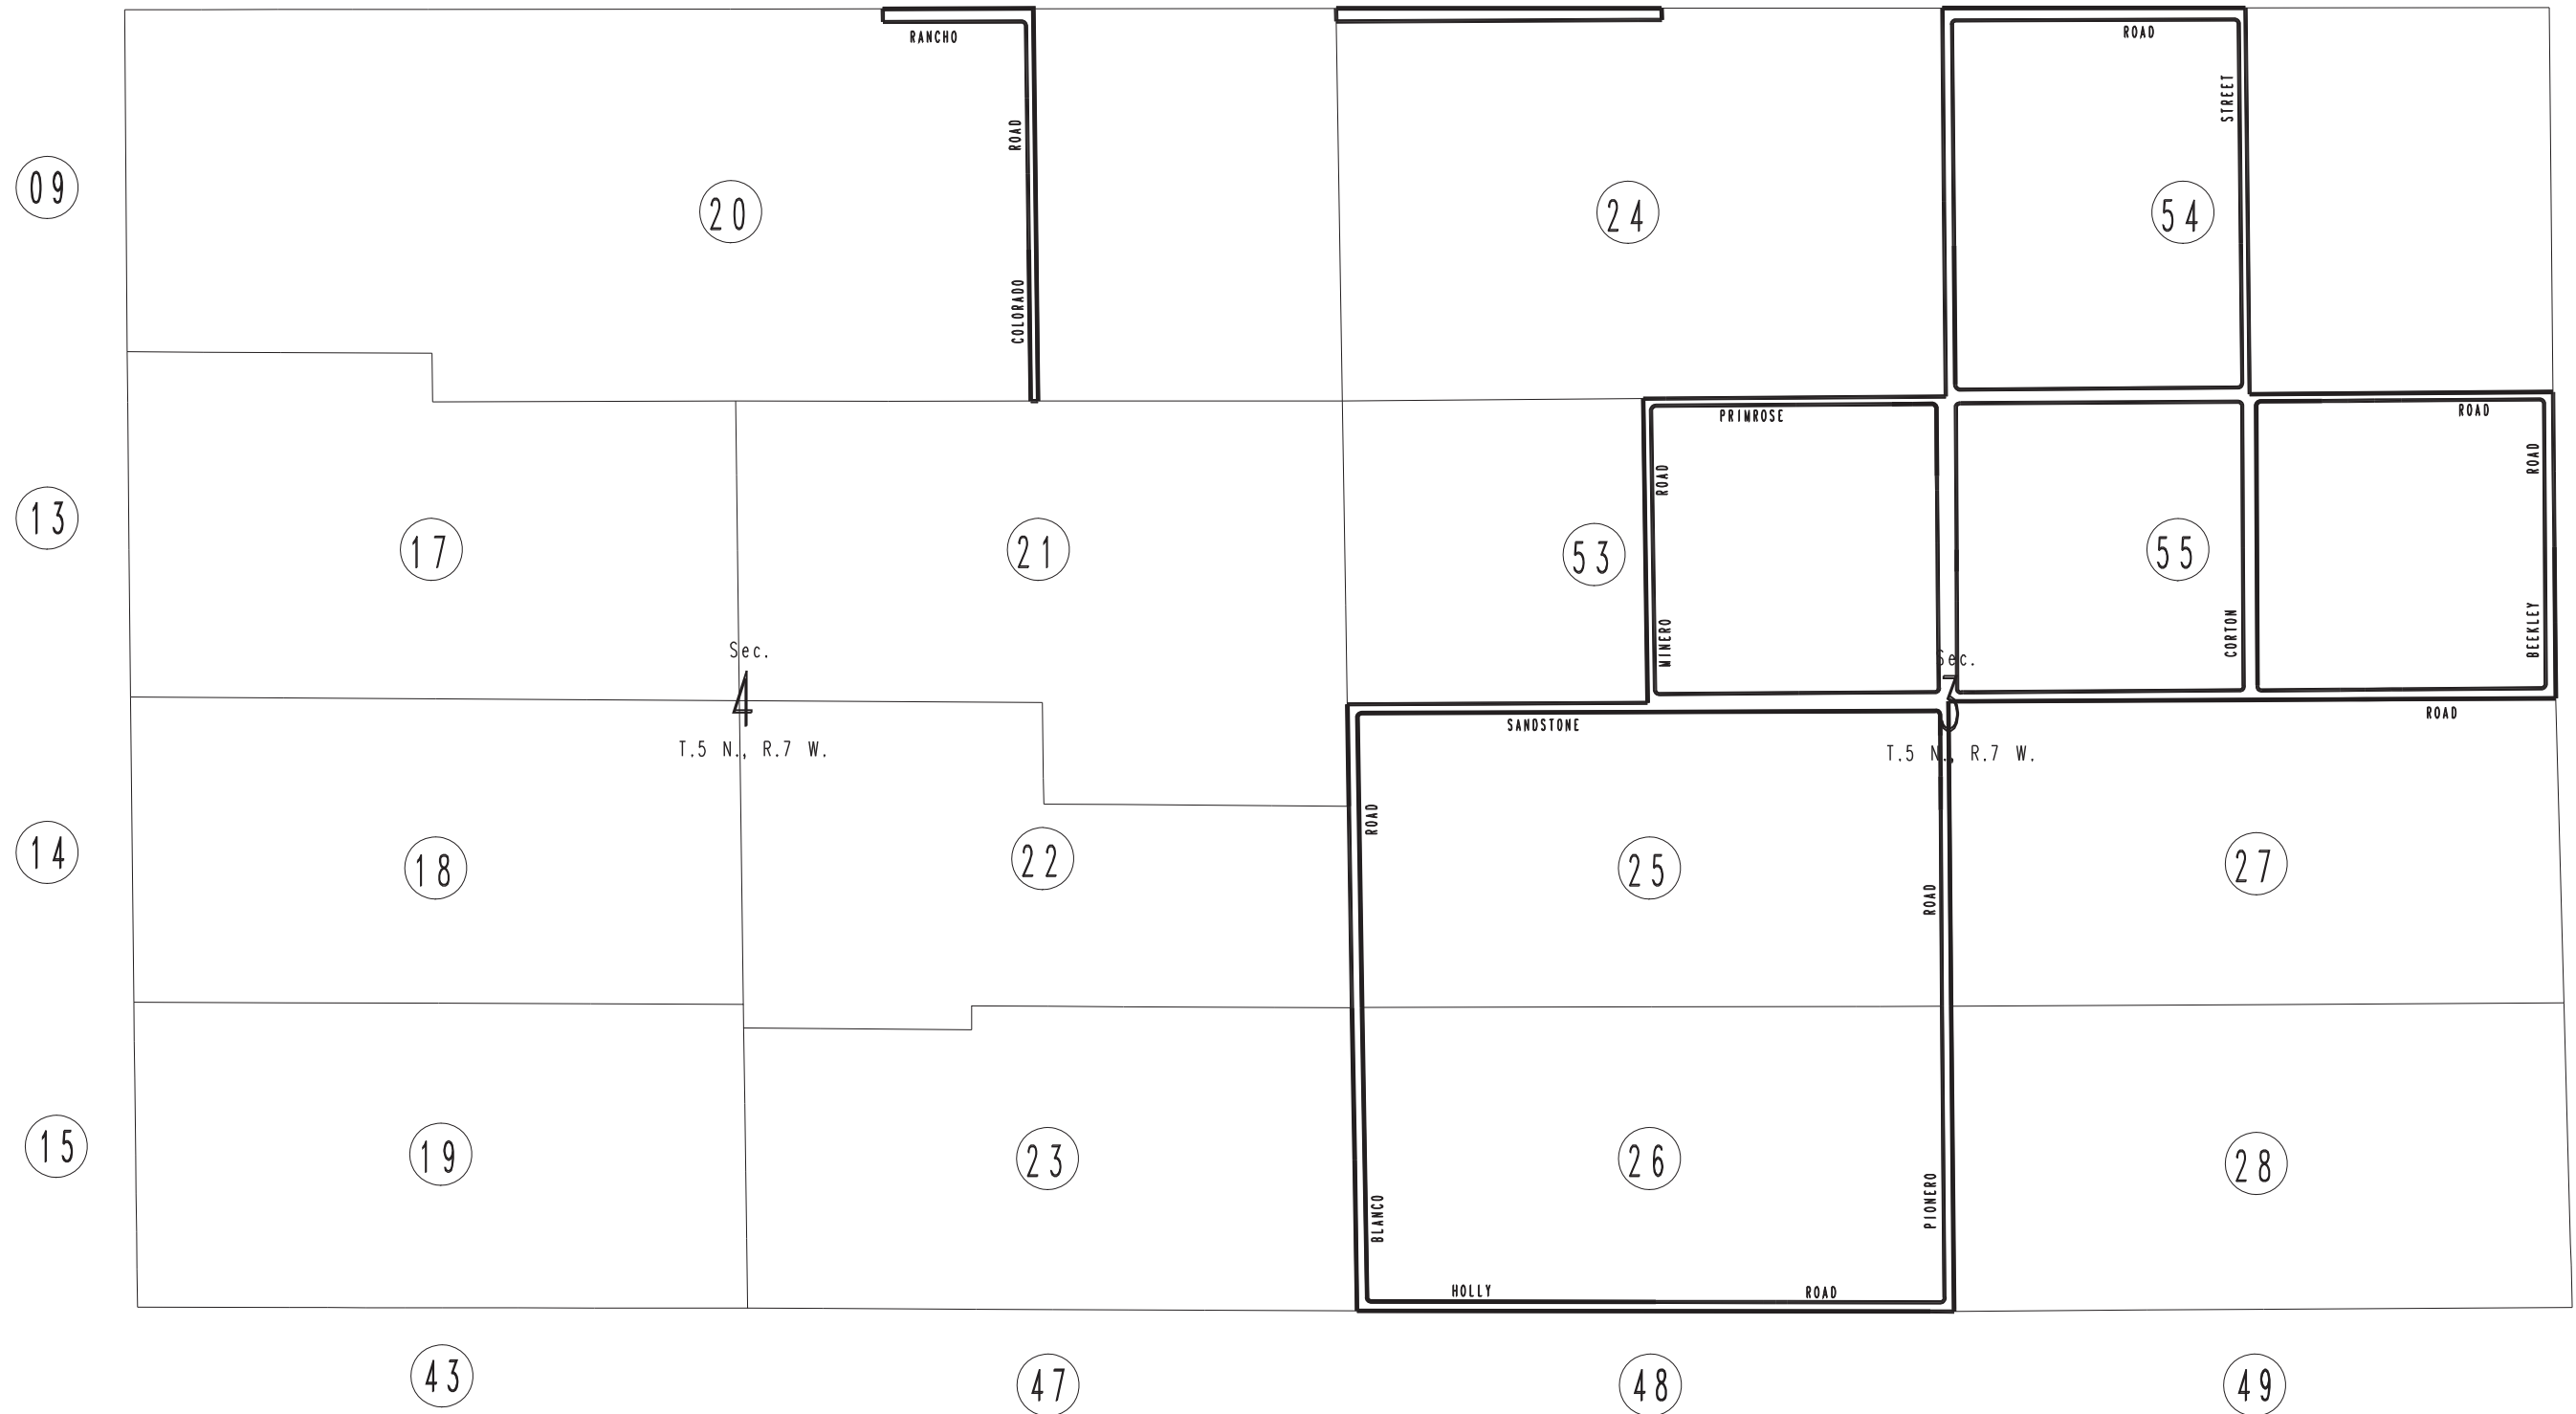 RANCHO
ROAD
COLORADO
ROAD
STREET
09
20
24
54
PRIMROSE
ROAD
ROAD
ROAD
13
17
21
53
55
MINERO
CORTON
BEEKLEY
Sec.
4
T.5 N., R.7 W.
Sec.
T.5 N., R.7 W.
SANDSTONE
ROAD
ROAD
ROAD
14
18
22
25
27
15
19
23
26
28
BLANCO
PIONERO
HOLLY
ROAD
43
47
48
49